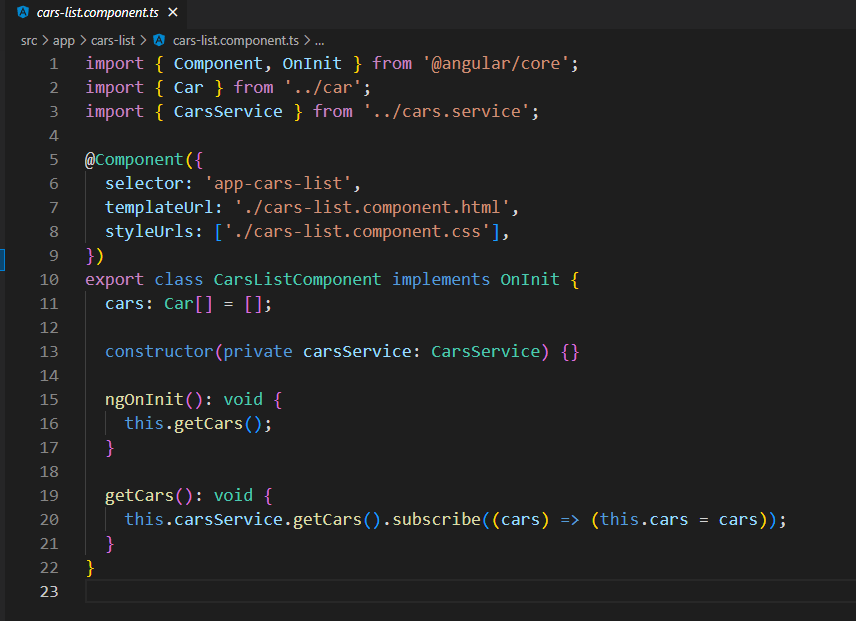 cars-list.component.ts ×
src > app > cars-list > cars-list.component.ts > ...
1 import { Component, OnInit } from '@angular/core';
2 import { Car } from '../car';
3 import { CarsService } from '../cars.service';
4
5 @Component({
6   selector: 'app-cars-list',
7   templateUrl: './cars-list.component.html',
8   styleUrls: ['./cars-list.component.css'],
9 })
10 export class CarsListComponent implements OnInit {
11   cars: Car[] = [];
12
13   constructor(private carsService: CarsService) {}
14
15   ngOnInit(): void {
16     this.getCars();
17   }
18
19   getCars(): void {
20     this.carsService.getCars().subscribe((cars) => (this.cars = cars));
21   }
22 }
23